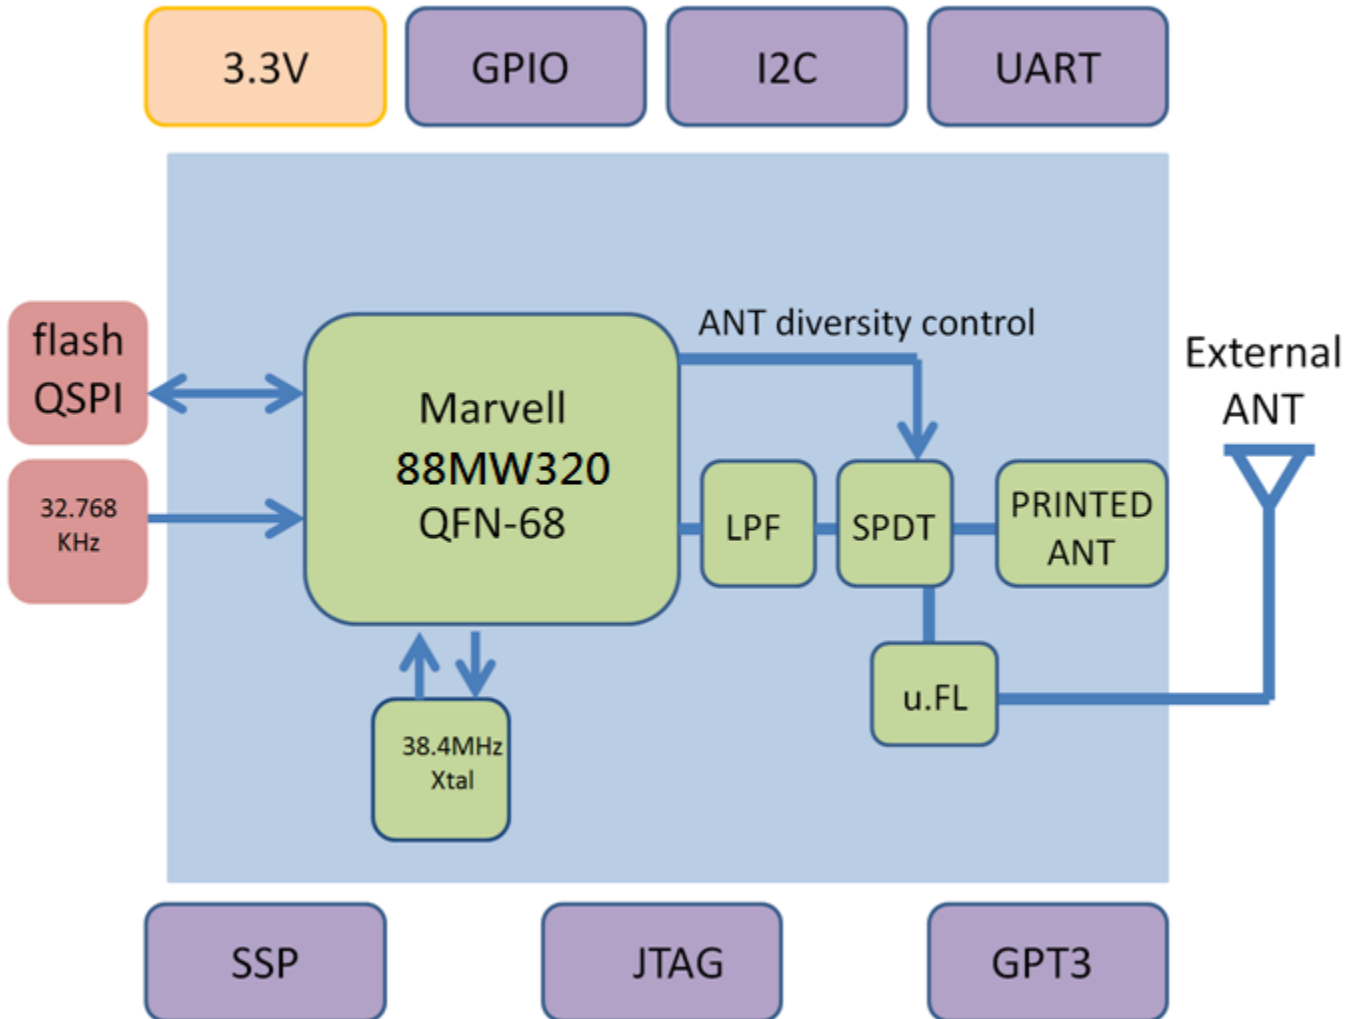 3.3V
GPIO
I2C
UART
flash
QSPI
32.768
KHz
Marvell
88MW320
QFN-68
ANT diversity control
LPF
SPDT
PRINTED
ANT
External
ANT
u.FL
38.4MHz
Xtal
SSP
JTAG
GPT3